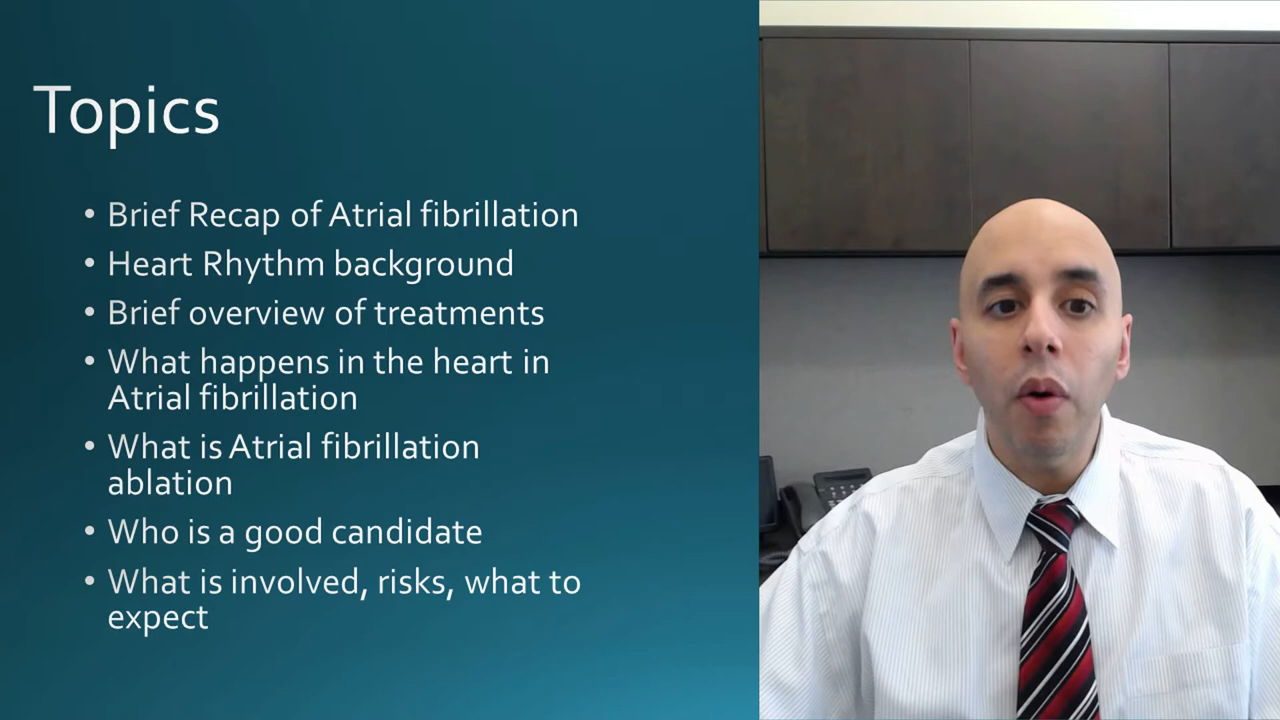 Topics
• Brief Recap of Atrial fibrillation
• Heart Rhythm background
• Brief overview of treatments
• What happens in the heart in
Atrial fibrillation
• What is Atrial fibrillation
ablation
• Who is a good candidate
• What is involved, risks, what to
expect